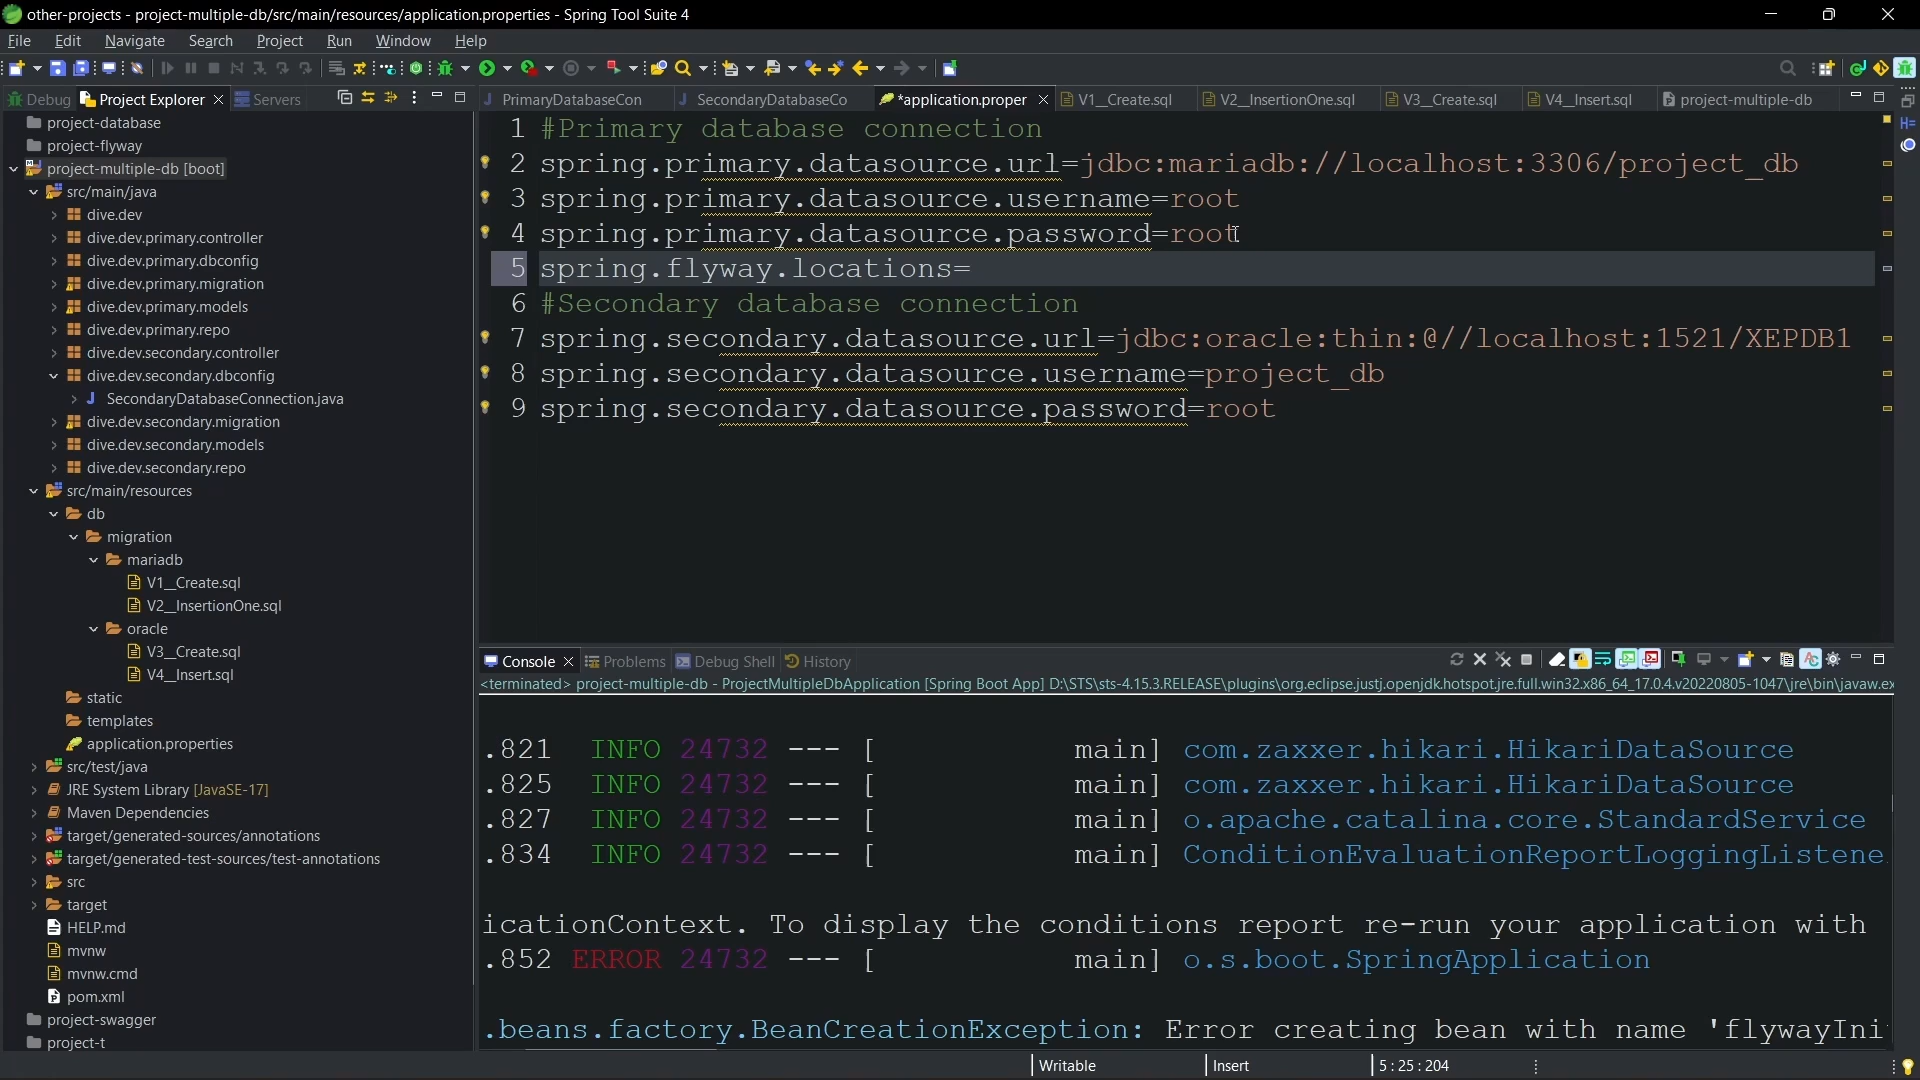 other-projects - project-multiple-db/src/main/resources/application.properties - Spring Tool Suite 4
File Edit Navigate Search Project Run Window Help
Debug Project Explorer Servers
PrimaryDatabaseCon SecondaryDatabaseCo *application.proper V1__Create.sql V2_InsertionOne.sql V3__Create.sql V4__Insert.sql project-multiple-db
project-database
project-flyway
project-multiple-db [boot]
src/main/java
dive.dev
dive.dev.primary.controller
dive.dev.primary.dbconfig
dive.dev.primary.migration
dive.dev.primary.models
dive.dev.primary.repo
dive.dev.secondary.controller
dive.dev.secondary.dbconfig
SecondaryDatabaseConnection.java
dive.dev.secondary.migration
dive.dev.secondary.models
dive.dev.secondary.repo
src/main/resources
db
migration
mariadb
V1__Create.sql
V2__InsertionOne.sql
oracle
V3__Create.sql
V4__Insert.sql
static
templates
application.properties
src/test/java
JRE System Library [JavaSE-17]
Maven Dependencies
target/generated-sources/annotations
target/generated-test-sources/test-annotations
src
target
HELP.md
mvnw
mvnw.cmd
pom.xml
project-swagger
project-t
1 #Primary database connection
2 spring.primary.datasource.url=jdbc:mariadb://localhost:3306/project_db
3 spring.primary.datasource.username=root
4 spring.primary.datasource.password=root
5 spring.flyway.locations=
6 #Secondary database connection
7 spring.secondary.datasource.url=jdbc:oracle:thin:@//localhost:1521/XEPDB1
8 spring.secondary.datasource.username=project_db
9 spring.secondary.datasource.password=root
Console Problems Debug Shell History
<terminated> project-multiple-db - ProjectMultipleDbApplication [Spring Boot App] D:\STS\sts-4.15.3.RELEASE\plugins\org.eclipse.justj.openjdk.hotspot.jre.full.win32.x86_64_17.0.4.v20220805-1047\jre\bin\javaw.ex
.821 INFO 24732 --- [ main] com.zaxxer.hikari.HikariDataSource
.825 INFO 24732 --- [ main] com.zaxxer.hikari.HikariDataSource
.827 INFO 24732 --- [ main] o.apache.catalina.core.StandardService
.834 INFO 24732 --- [ main] ConditionEvaluationReportLoggingListene
icationContext. To display the conditions report re-run your application with
.852 ERROR 24732 --- [ main] o.s.boot.SpringApplication
.beans.factory.BeanCreationException: Error creating bean with name 'flywayIni
Writable Insert 5 : 25 : 204